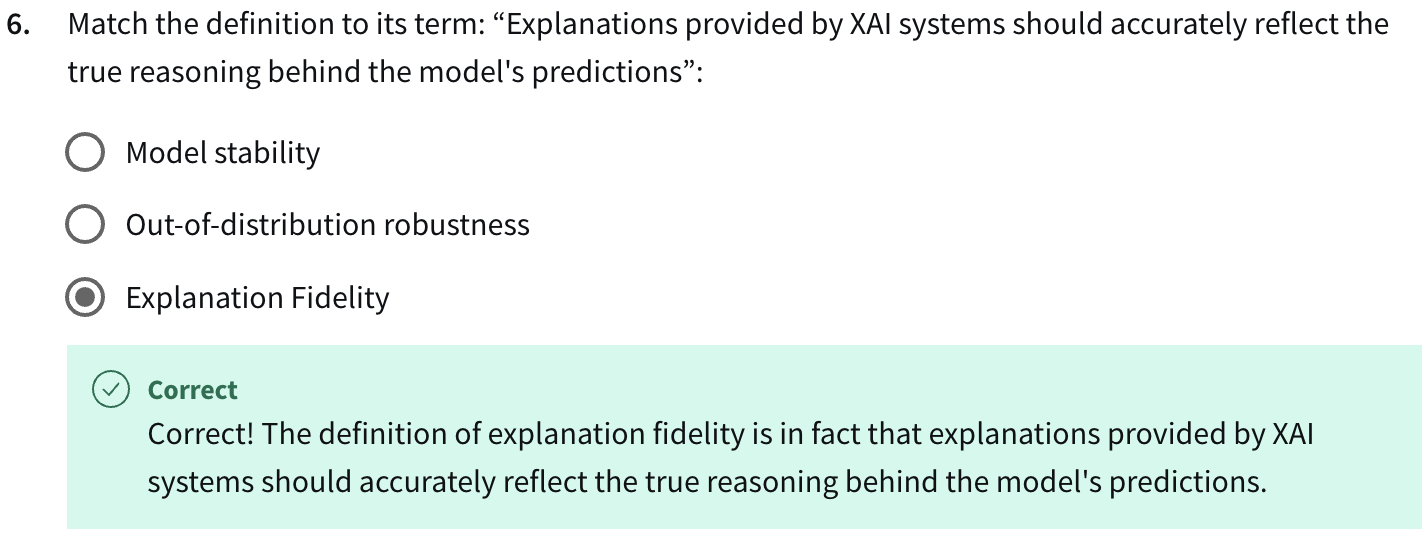 6. Match the definition to its term: “Explanations provided by XAI systems should accurately reflect the
true reasoning behind the model's predictions”:
Model stability
Out-of-distribution robustness
Explanation Fidelity
Correct
Correct! The definition of explanation fidelity is in fact that explanations provided by XAI
systems should accurately reflect the true reasoning behind the model's predictions.